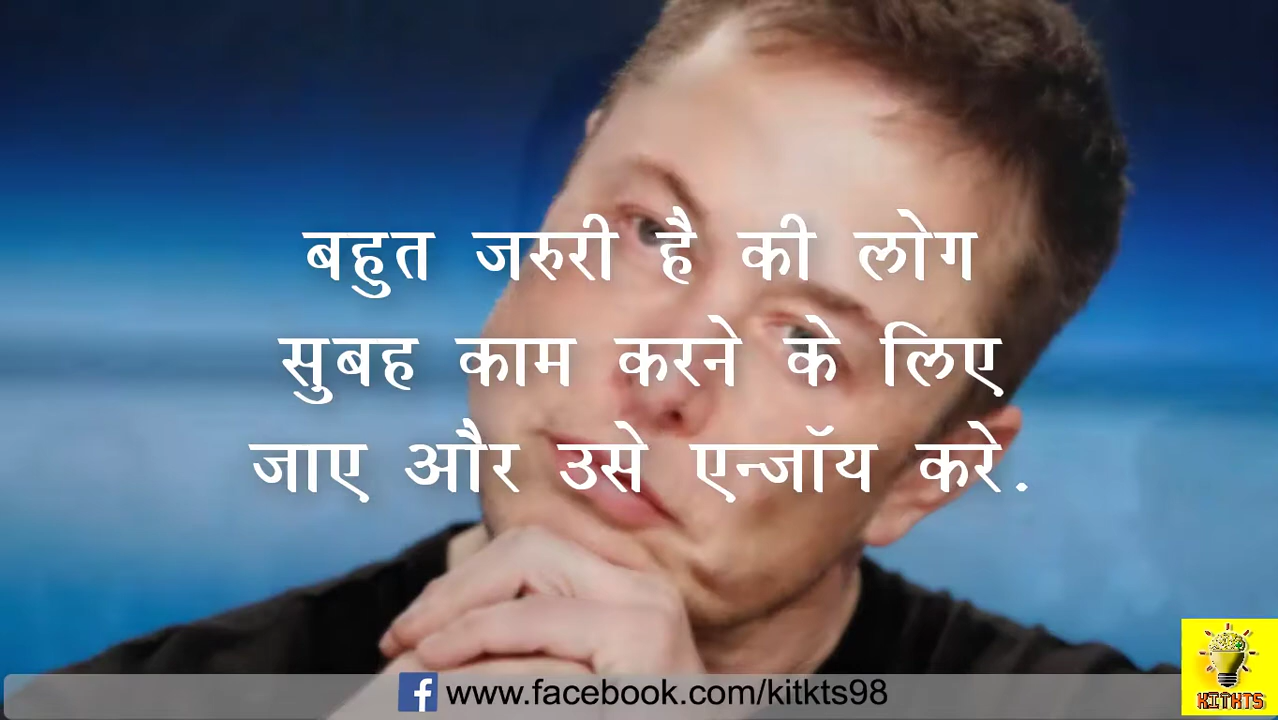 बहुत जरुरी है की लोग
सुबह काम करने के लिए
जाए और उसे एन्जॉय करे.
www.facebook.com/kitkts98
KITKTS